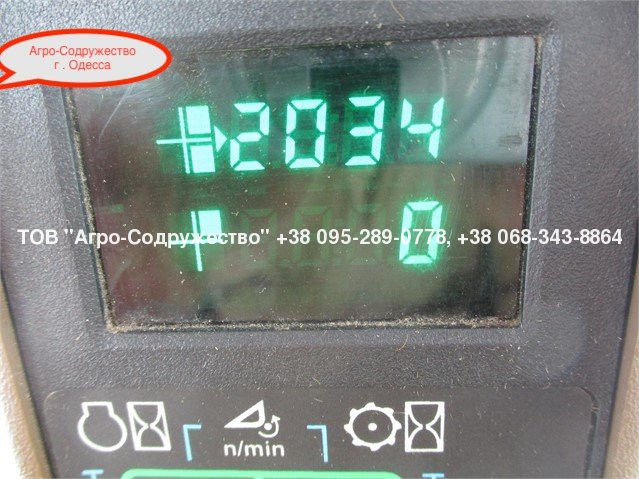 Агро-Содружество
г . Одесса
2034
0
ТОВ "Агро-Содружество" +38 095-289-0778, +38 068-343-8864
n/min